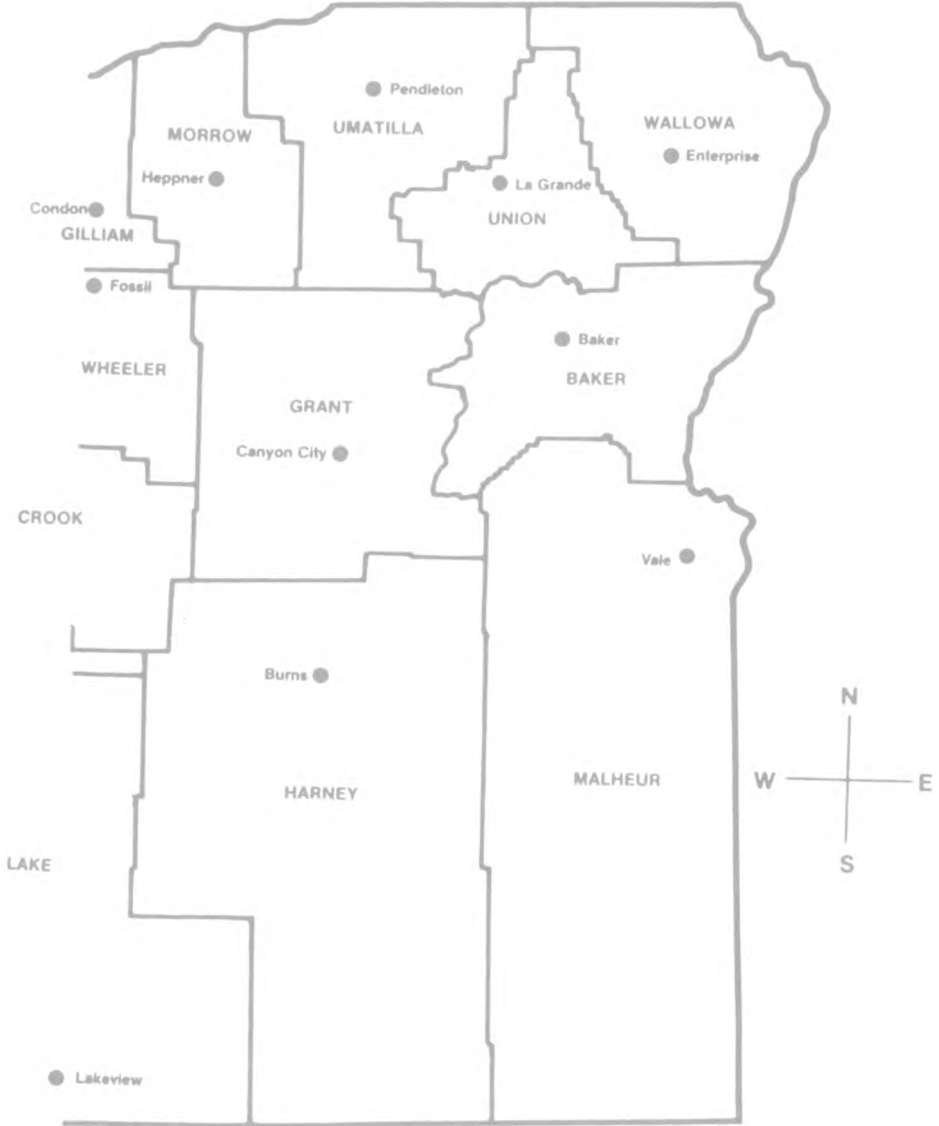 Pendleton
WALLOWA
UMATILLA
MORROW
Enterprise
Heppner
La Grande
Condon
UNION
GILLIAM
Fossil
Baker
WHEELER
BAKER
GRANT
Canyon City
CROOK
Vale
Burns
N
MALHEUR
W
E
HARNEY
S
LAKE
Lakeview